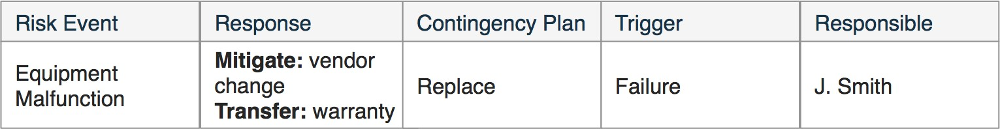 Risk Event
Response
Contingency Plan
Trigger
Responsible
Equipment
Malfunction
Mitigate: vendor
change
Transfer: warranty
Replace
Failure
J. Smith